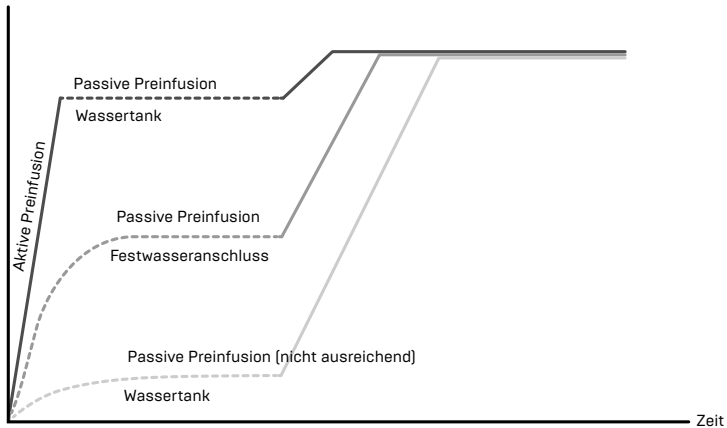 Passive Preinfusion
Wassertank
Aktive Preinfusion
Passive Preinfusion
Festwasseranschluss
Passive Preinfusion (nicht ausreichend)
Wassertank
Zeit